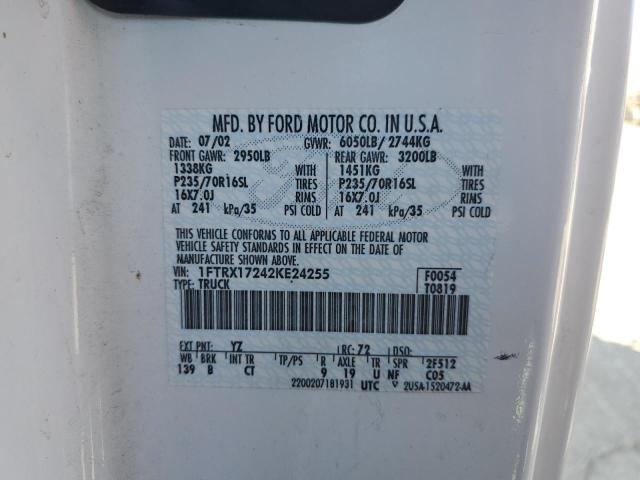 MFD. BY FORD MOTOR CO. IN U.S.A.
DATE: 07/02 GVWR: 6050LB/ 2744KG
FRONT GAWR: 2950LB REAR GAWR: 3200LB
1338KG WITH 1451KG WITH
P235/70R16SL TIRES P235/70R16SL TIRES
16X7.0J RIMS 16X7.0J RIMS
AT 241 kPa/35 PSI COLD AT 241 kPa/35 PSI COLD
THIS VEHICLE CONFORMS TO ALL APPLICABLE FEDERAL MOTOR
VEHICLE SAFETY STANDARDS IN EFFECT ON THE DATE OF
MANUFACTURE SHOWN ABOVE.
VIN: 1FTRX17242KE24255 F0054
TYPE: TRUCK T0819
EXT PNT: YZ RC: 72 DSO:
WB BRK INT TR TP/PS R AXLE TR SPR 2F512
139 B CT 9 19 U NF C05
2200207181931 UTC 2USA-1520472-AA